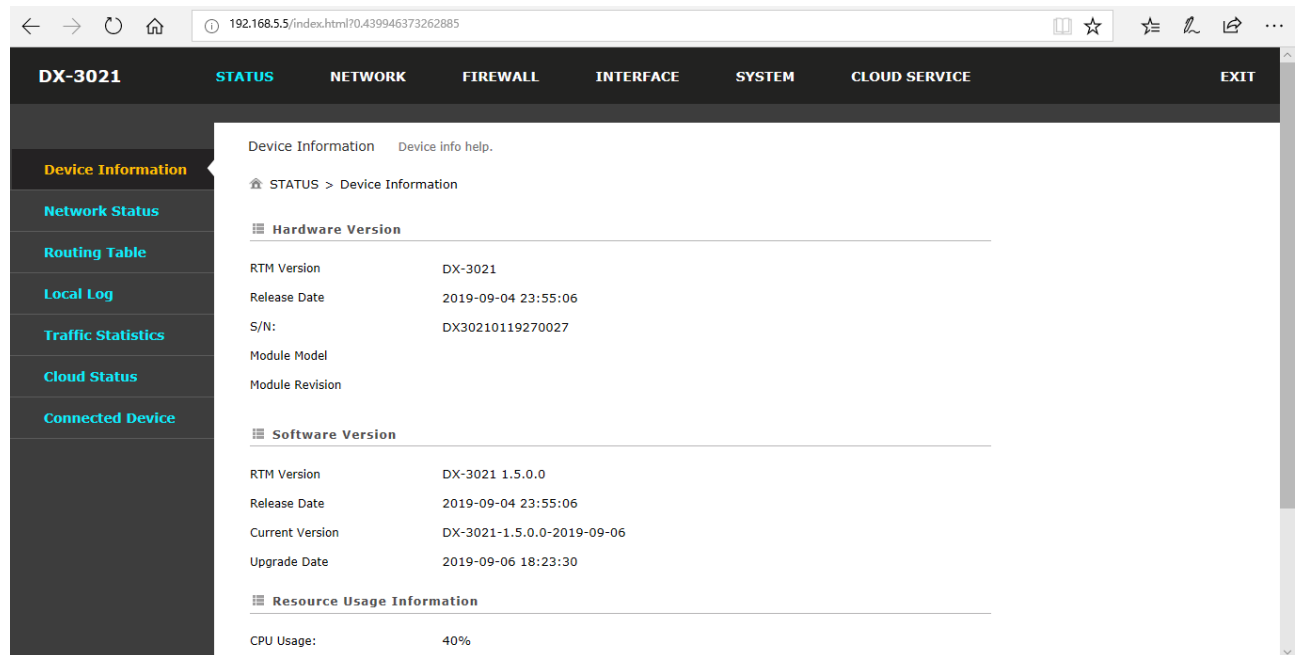 192.168.5.5/index.html?0.439946373262885
DX-3021 STATUS NETWORK FIREWALL INTERFACE SYSTEM CLOUD SERVICE EXIT
Device Information
Network Status
Routing Table
Local Log
Traffic Statistics
Cloud Status
Connected Device
Device Information Device info help.
STATUS > Device Information
Hardware Version
RTM Version DX-3021
Release Date 2019-09-04 23:55:06
S/N: DX30210119270027
Module Model
Module Revision
Software Version
RTM Version DX-3021 1.5.0.0
Release Date 2019-09-04 23:55:06
Current Version DX-3021-1.5.0.0-2019-09-06
Upgrade Date 2019-09-06 18:23:30
Resource Usage Information
CPU Usage: 40%